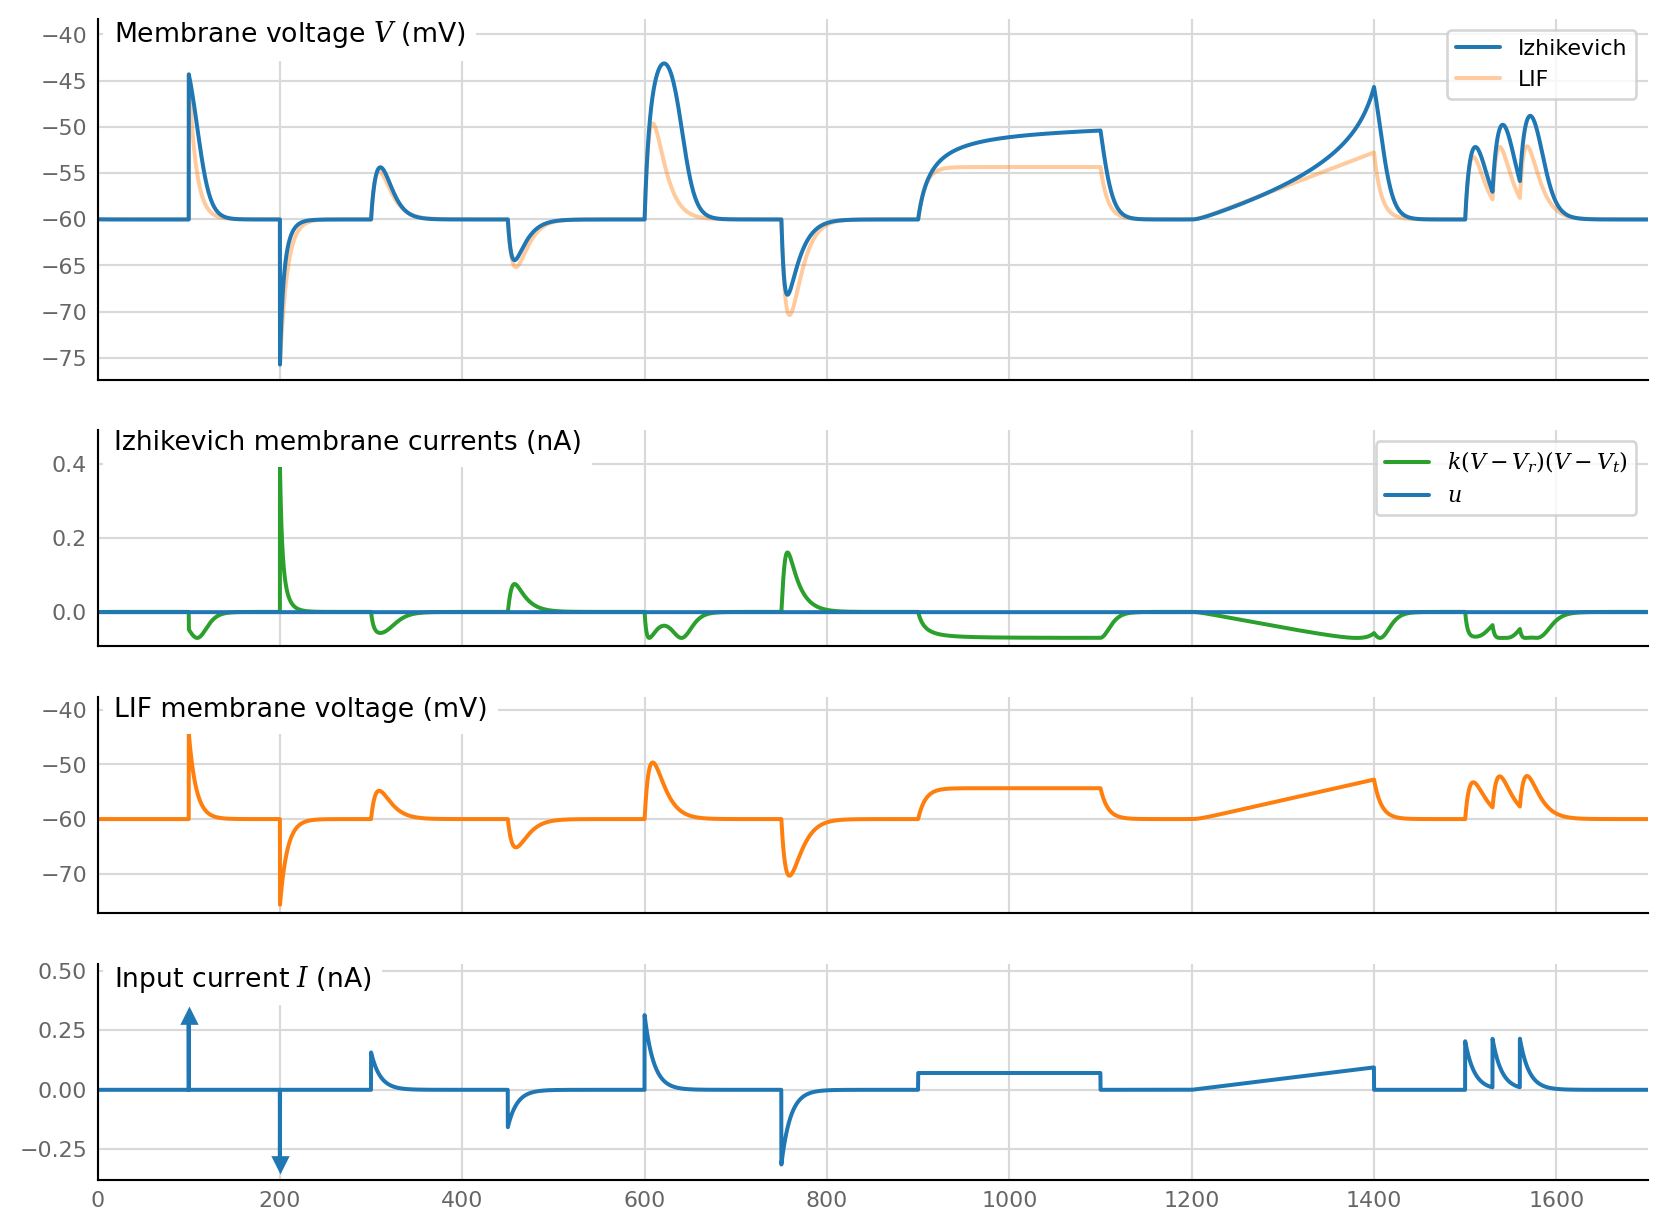 Membrane voltage V (mV)
−40
−45
−50
−55
−60
−65
−70
−75
Izhikevich
LIF
Izhikevich membrane currents (nA)
0.4
0.2
0.0
k(V − Vᵣ)(V − Vₜ)
u
LIF membrane voltage (mV)
−40
−50
−60
−70
Input current I (nA)
0.50
0.25
0.00
−0.25
0 200 400 600 800 1000 1200 1400 1600